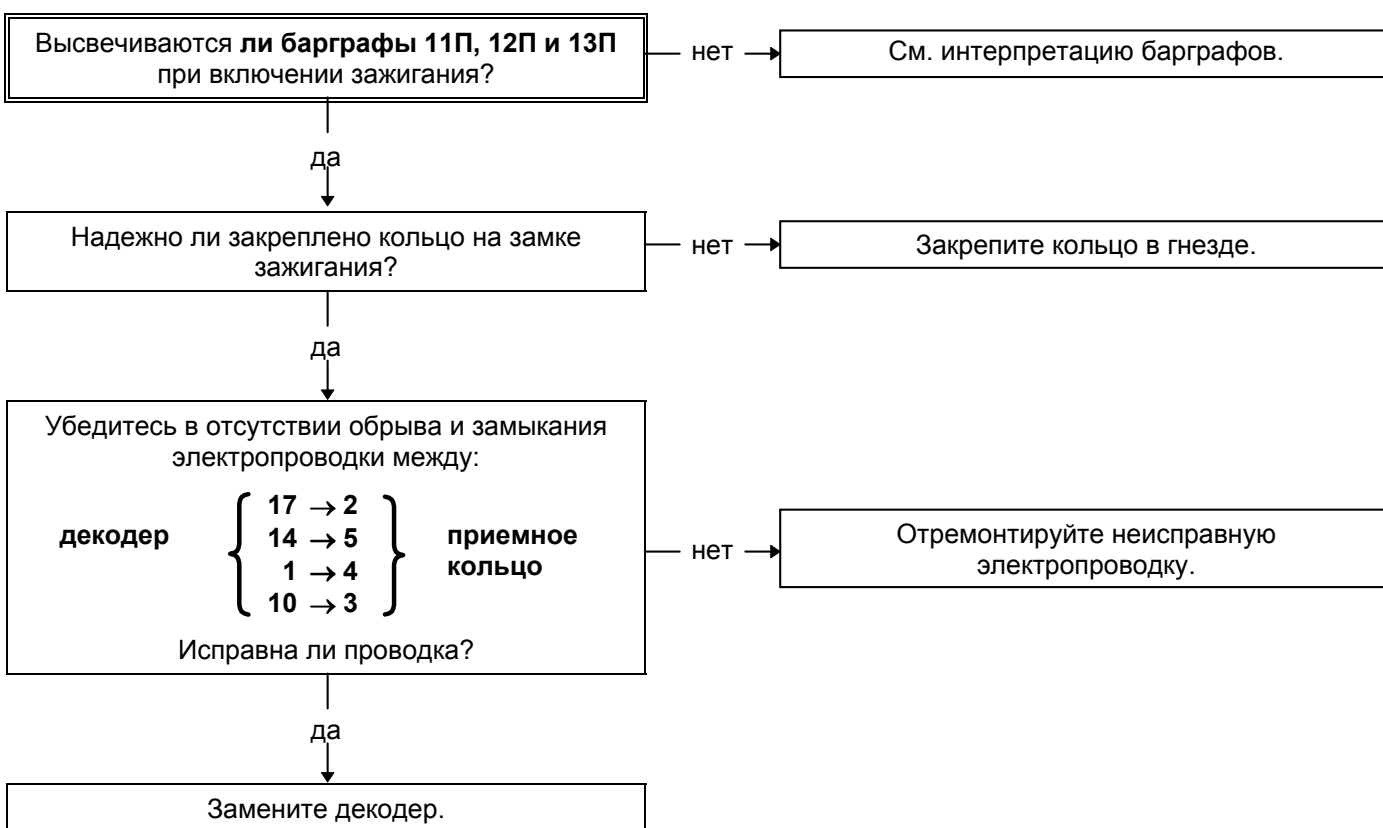 Высвечиваются ли барграфы 11П, 12П и 13П
при включении зажигания?
нет
См. интерпретацию барграфов.
да
Надежно ли закреплено кольцо на замке
зажигания?
нет
Закрепите кольцо в гнезде.
да
Убедитесь в отсутствии обрыва и замыкания
электропроводки между:
17 → 2
декодер 14 → 5 приемное
1 → 4 кольцо
10 → 3
Исправна ли проводка?
нет
Отремонтируйте неисправную
электропроводку.
да
Замените декодер.